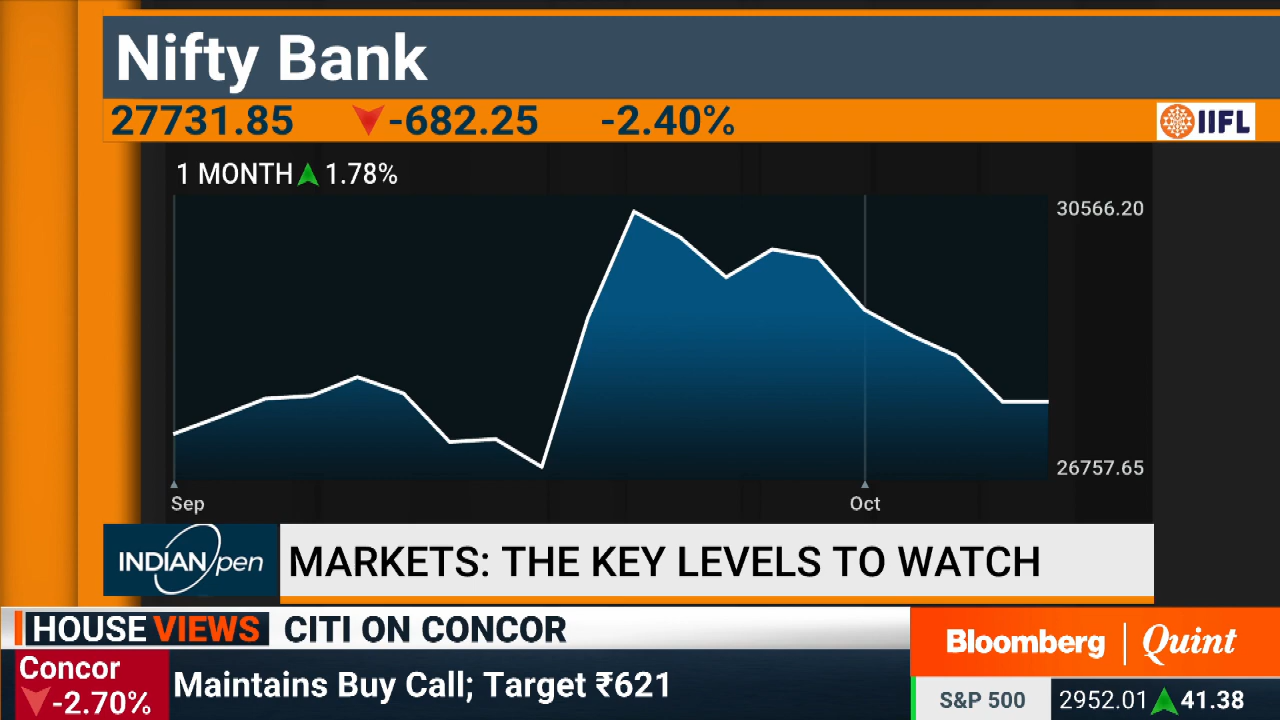 Nifty Bank
27731.85 -682.25 -2.40%
IIFL
1 MONTH 1.78%
30566.20
26757.65
Sep Oct
INDIAN Open MARKETS: THE KEY LEVELS TO WATCH
HOUSE VIEWS CITI ON CONCOR
Bloomberg | Quint
Concor
-2.70%
Maintains Buy Call; Target ₹621
S&P 500 2952.01 41.38